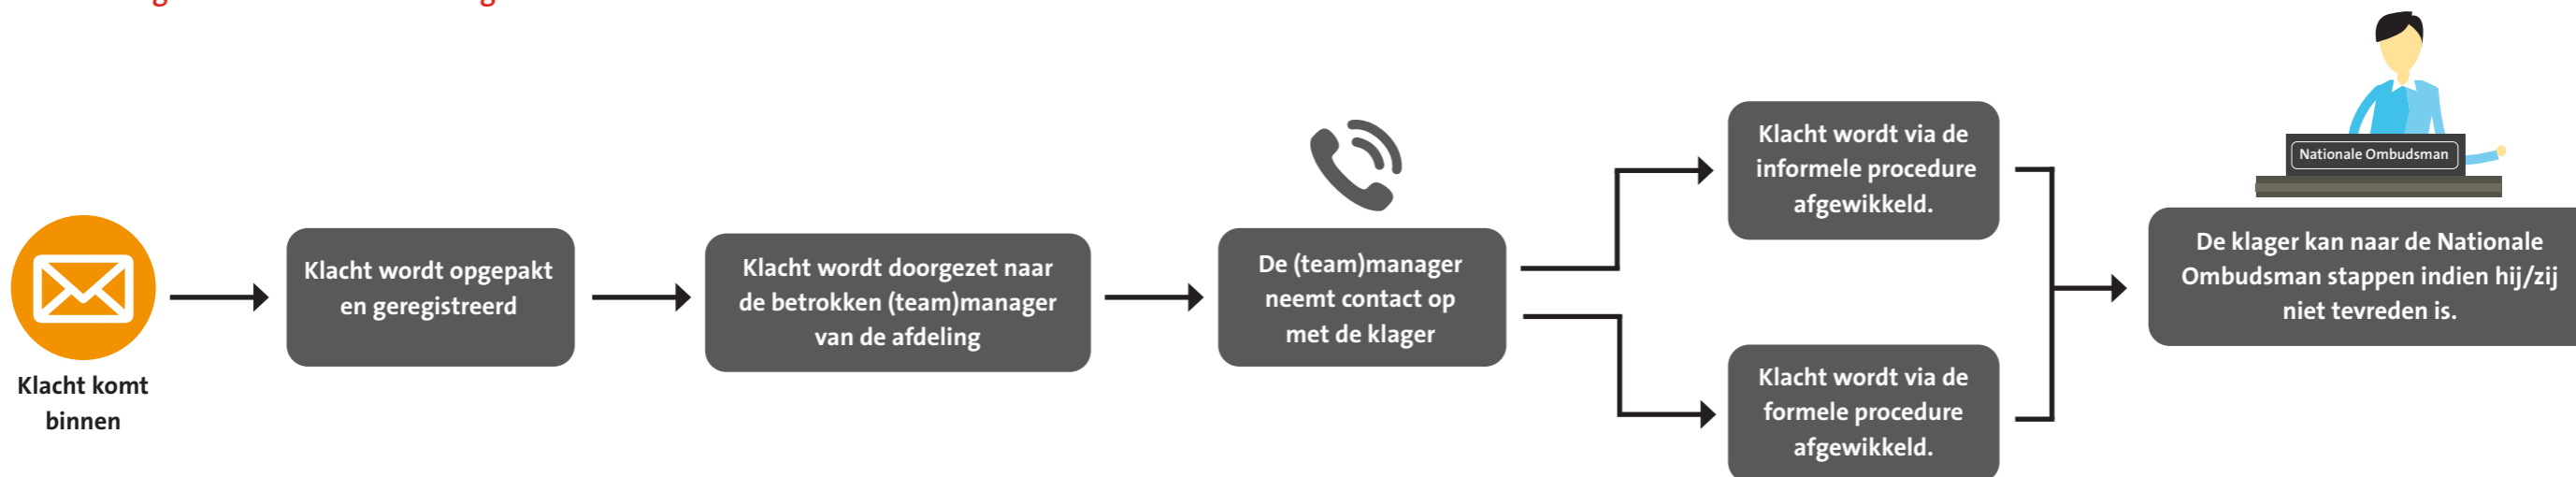 Klacht komt
binnen
Klacht wordt opgepakt
en geregistreerd
Klacht wordt doorgezet naar
de betrokken (team)manager
van de afdeling
De (team)manager
neemt contact op
met de klager
Klacht wordt via de
informele procedure
afgewikkeld.
Klacht wordt via de
formele procedure
afgewikkeld.
Nationale Ombudsman
De klager kan naar de Nationale
Ombudsman stappen indien hij/zij
niet tevreden is.